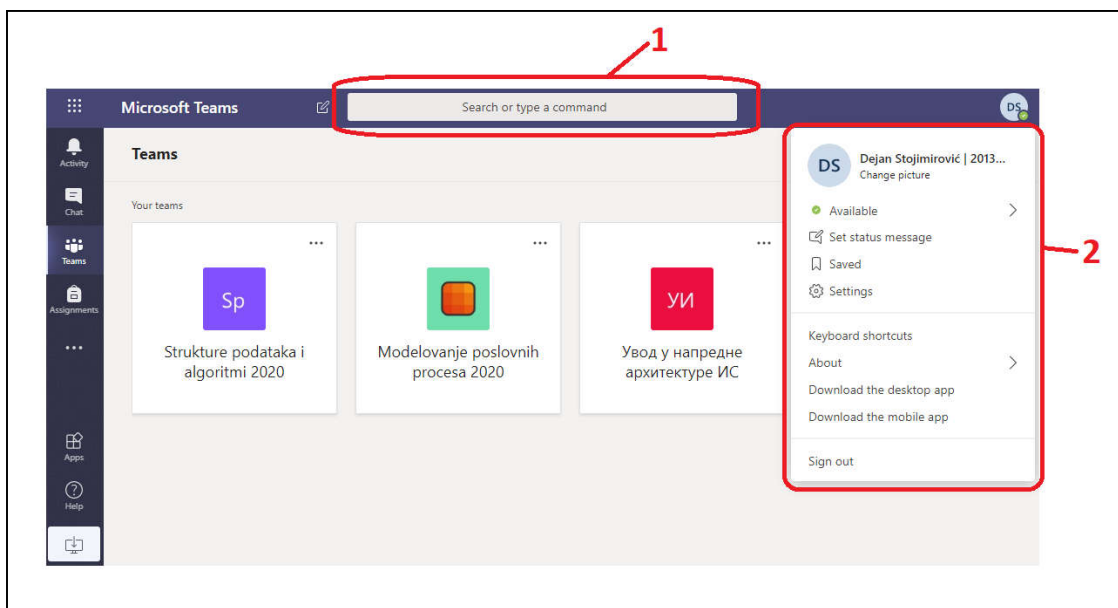 1
Microsoft Teams
Search or type a command
DS
Activity
Chat
Teams
Assignments
Apps
Help
Teams
Your teams
Sp
Strukture podataka i
algoritmi 2020
Modelovanje poslovnih
procesa 2020
УИ
Увод у напредне
архитектуре ИС
DS
Dejan Stojimirović | 2013...
Change picture
Available
Set status message
Saved
Settings
Keyboard shortcuts
About
Download the desktop app
Download the mobile app
Sign out
2